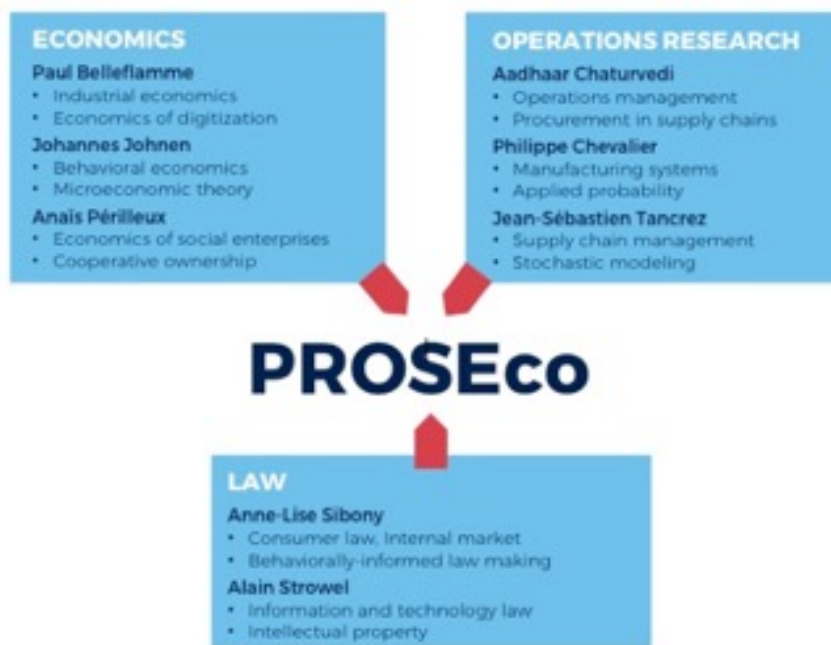 ECONOMICS
Paul Belleflamme
• Industrial economics
• Economics of digitization
Johannes Johnen
• Behavioral economics
• Microeconomic theory
Anaïs Périlleux
• Economics of social enterprises
• Cooperative ownership
OPERATIONS RESEARCH
Aadhaar Chaturvedi
• Operations management
• Procurement in supply chains
Philippe Chevalier
• Manufacturing systems
• Applied probability
Jean-Sébastien Tancrez
• Supply chain management
• Stochastic modeling
PROSEco
LAW
Anne-Lise Sibony
• Consumer law, Internal market
• Behaviorally-informed law making
Alain Strowel
• Information and technology law
• Intellectual property